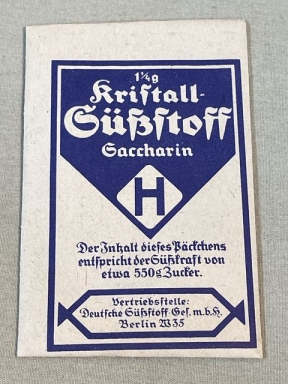 1¼g
Kristall-
Süßstoff
Saccharin
H
Der Inhalt dieses Päckchens
entspricht der Süßkraft von
etwa 550g Zucker.
Vertriebsstelle:
Deutsche Süßstoff Ges. m. b. H.
Berlin W35